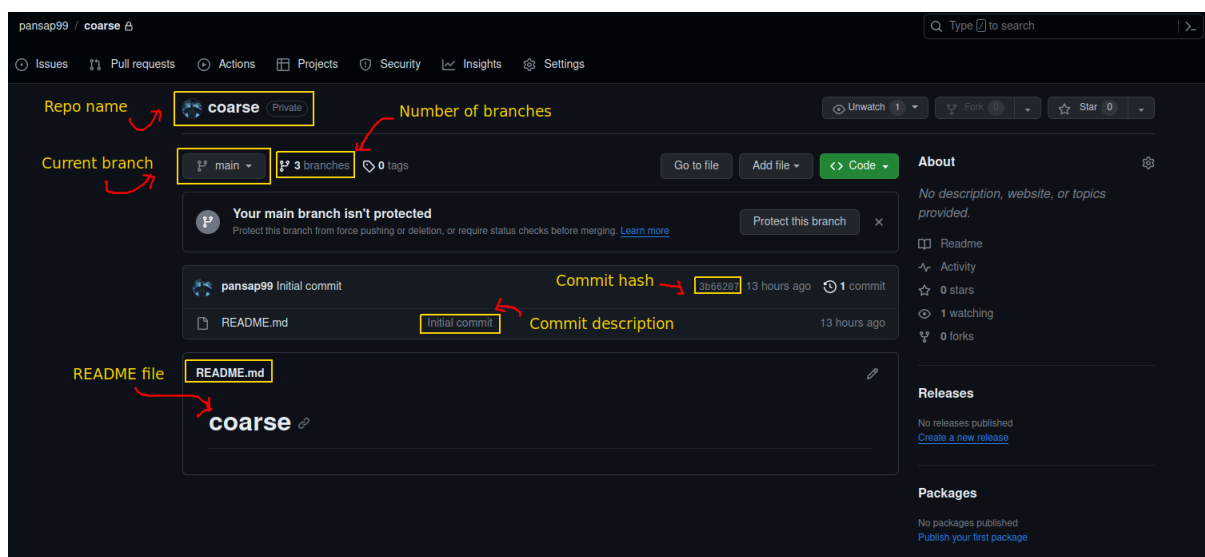 pansap99 / coarse
Type / to search
>_
Issues Pull requests Actions Projects Security Insights Settings
Repo name
coarse Private
Number of branches
Unwatch 1
Fork 0
Star 0
Current branch
main
3 branches
0 tags
Go to file
Add file
<> Code
About
No description, website, or topics
provided.
Your main branch isn't protected
Protect this branch from force pushing or deletion, or require status checks before merging. Learn more
Protect this branch
×
Readme
Activity
0 stars
1 watching
0 forks
pansap99 Initial commit
Commit hash
3b66207 13 hours ago 1 commit
README.md
Initial commit
Commit description
13 hours ago
README file
README.md
coarse
Releases
No releases published
Create a new release
Packages
No packages published
Publish your first package